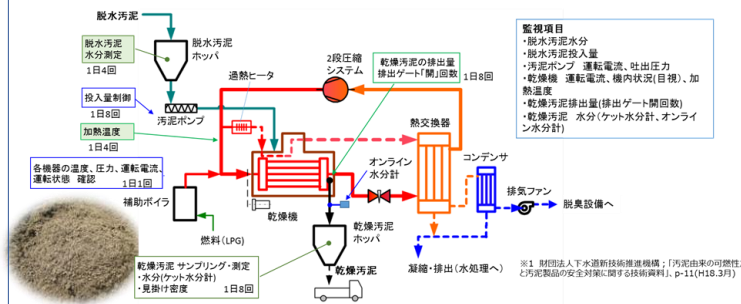 脱水汚泥
脱水汚泥
水分測定
1日4回
脱水汚泥
ホッパ
過熱ヒータ
2段圧縮
システム
乾燥汚泥の排出量
排出ゲート「開」回数
1日8回
投入量制御
1日8回
汚泥ポンプ
加熱温度
1日4回
熱交換器
コンデンサ
各機器の温度、圧力、運転電流、
運転状態 確認
1日1回
オンライン
水分計
排気ファン
脱臭設備へ
補助ボイラ
燃料(LPG)
乾燥機
乾燥汚泥
ホッパ
凝縮・排出(水処理へ)
乾燥汚泥 サンプリング・測定
・水分(ケット水分計)
・見掛け密度
1日8回
乾燥汚泥
監視項目
・脱水汚泥水分
・脱水汚泥投入量
・汚泥ポンプ 運転電流、吐出圧力
・乾燥機 運転電流、機内状況(目視)、加
熱温度
・乾燥汚泥排出量(排出ゲート開回数)
・乾燥汚泥 水分(ケット水分計、オンライ
ン水分計)
※1 財団法人下水道新技術推進機構;「汚泥由来の可燃性
と汚泥製品の安全対策に関する技術資料」、p-11(H18.3月)